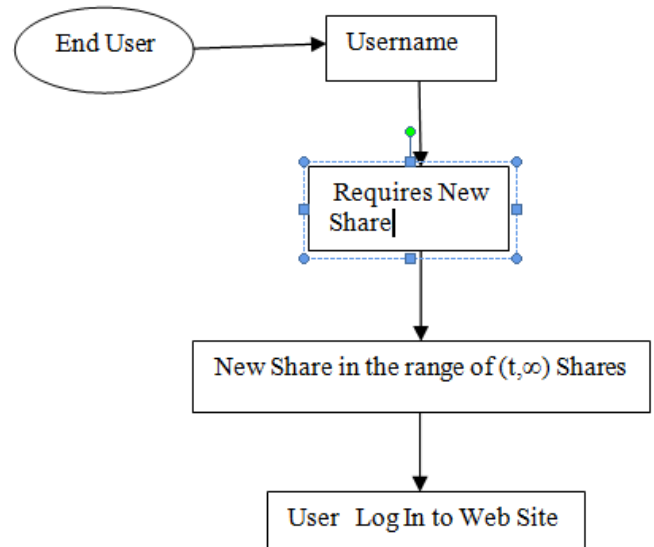 End User
Username
Requires New
Share
New Share in the range of (t,∞) Shares
User Log In to Web Site